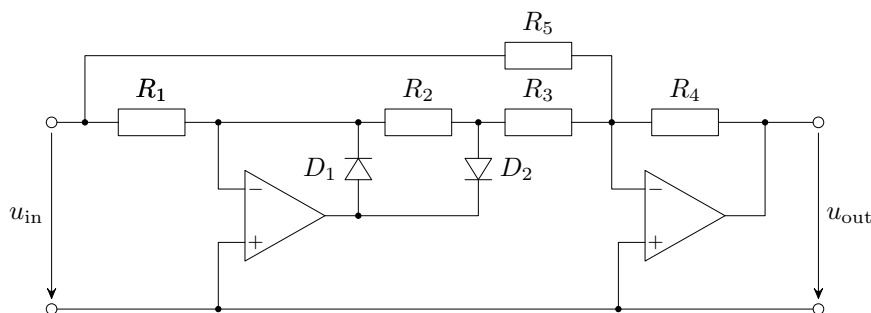 R5
R1 R2 R3 R4
D1 D2
− −
uin uout
+ +